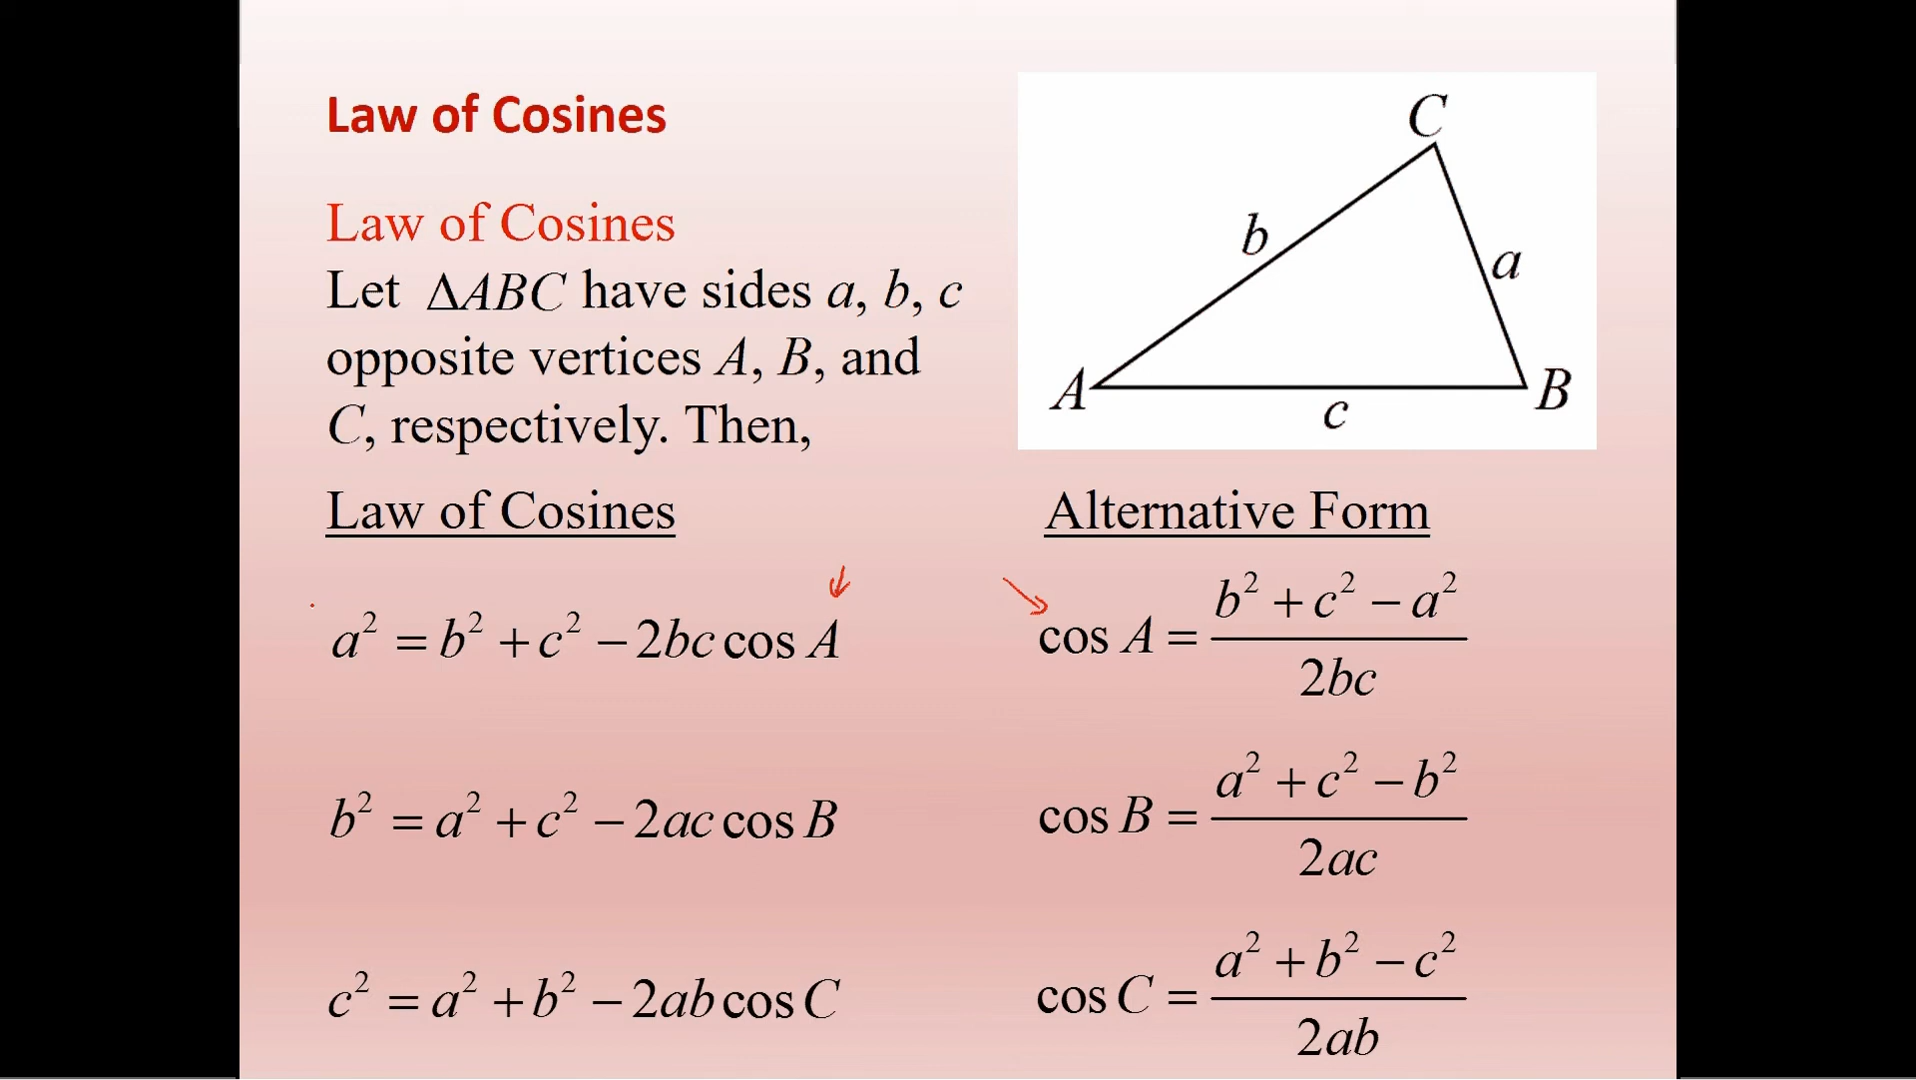 Law of Cosines
Law of Cosines
Let ΔABC have sides a, b, c
opposite vertices A, B, and
C, respectively. Then,
C
b
a
A
B
c
Law of Cosines
Alternative Form
a² = b² + c² − 2bc cos A
cos A = (b² + c² − a²) / 2bc
b² = a² + c² − 2ac cos B
cos B = (a² + c² − b²) / 2ac
c² = a² + b² − 2ab cos C
cos C = (a² + b² − c²) / 2ab